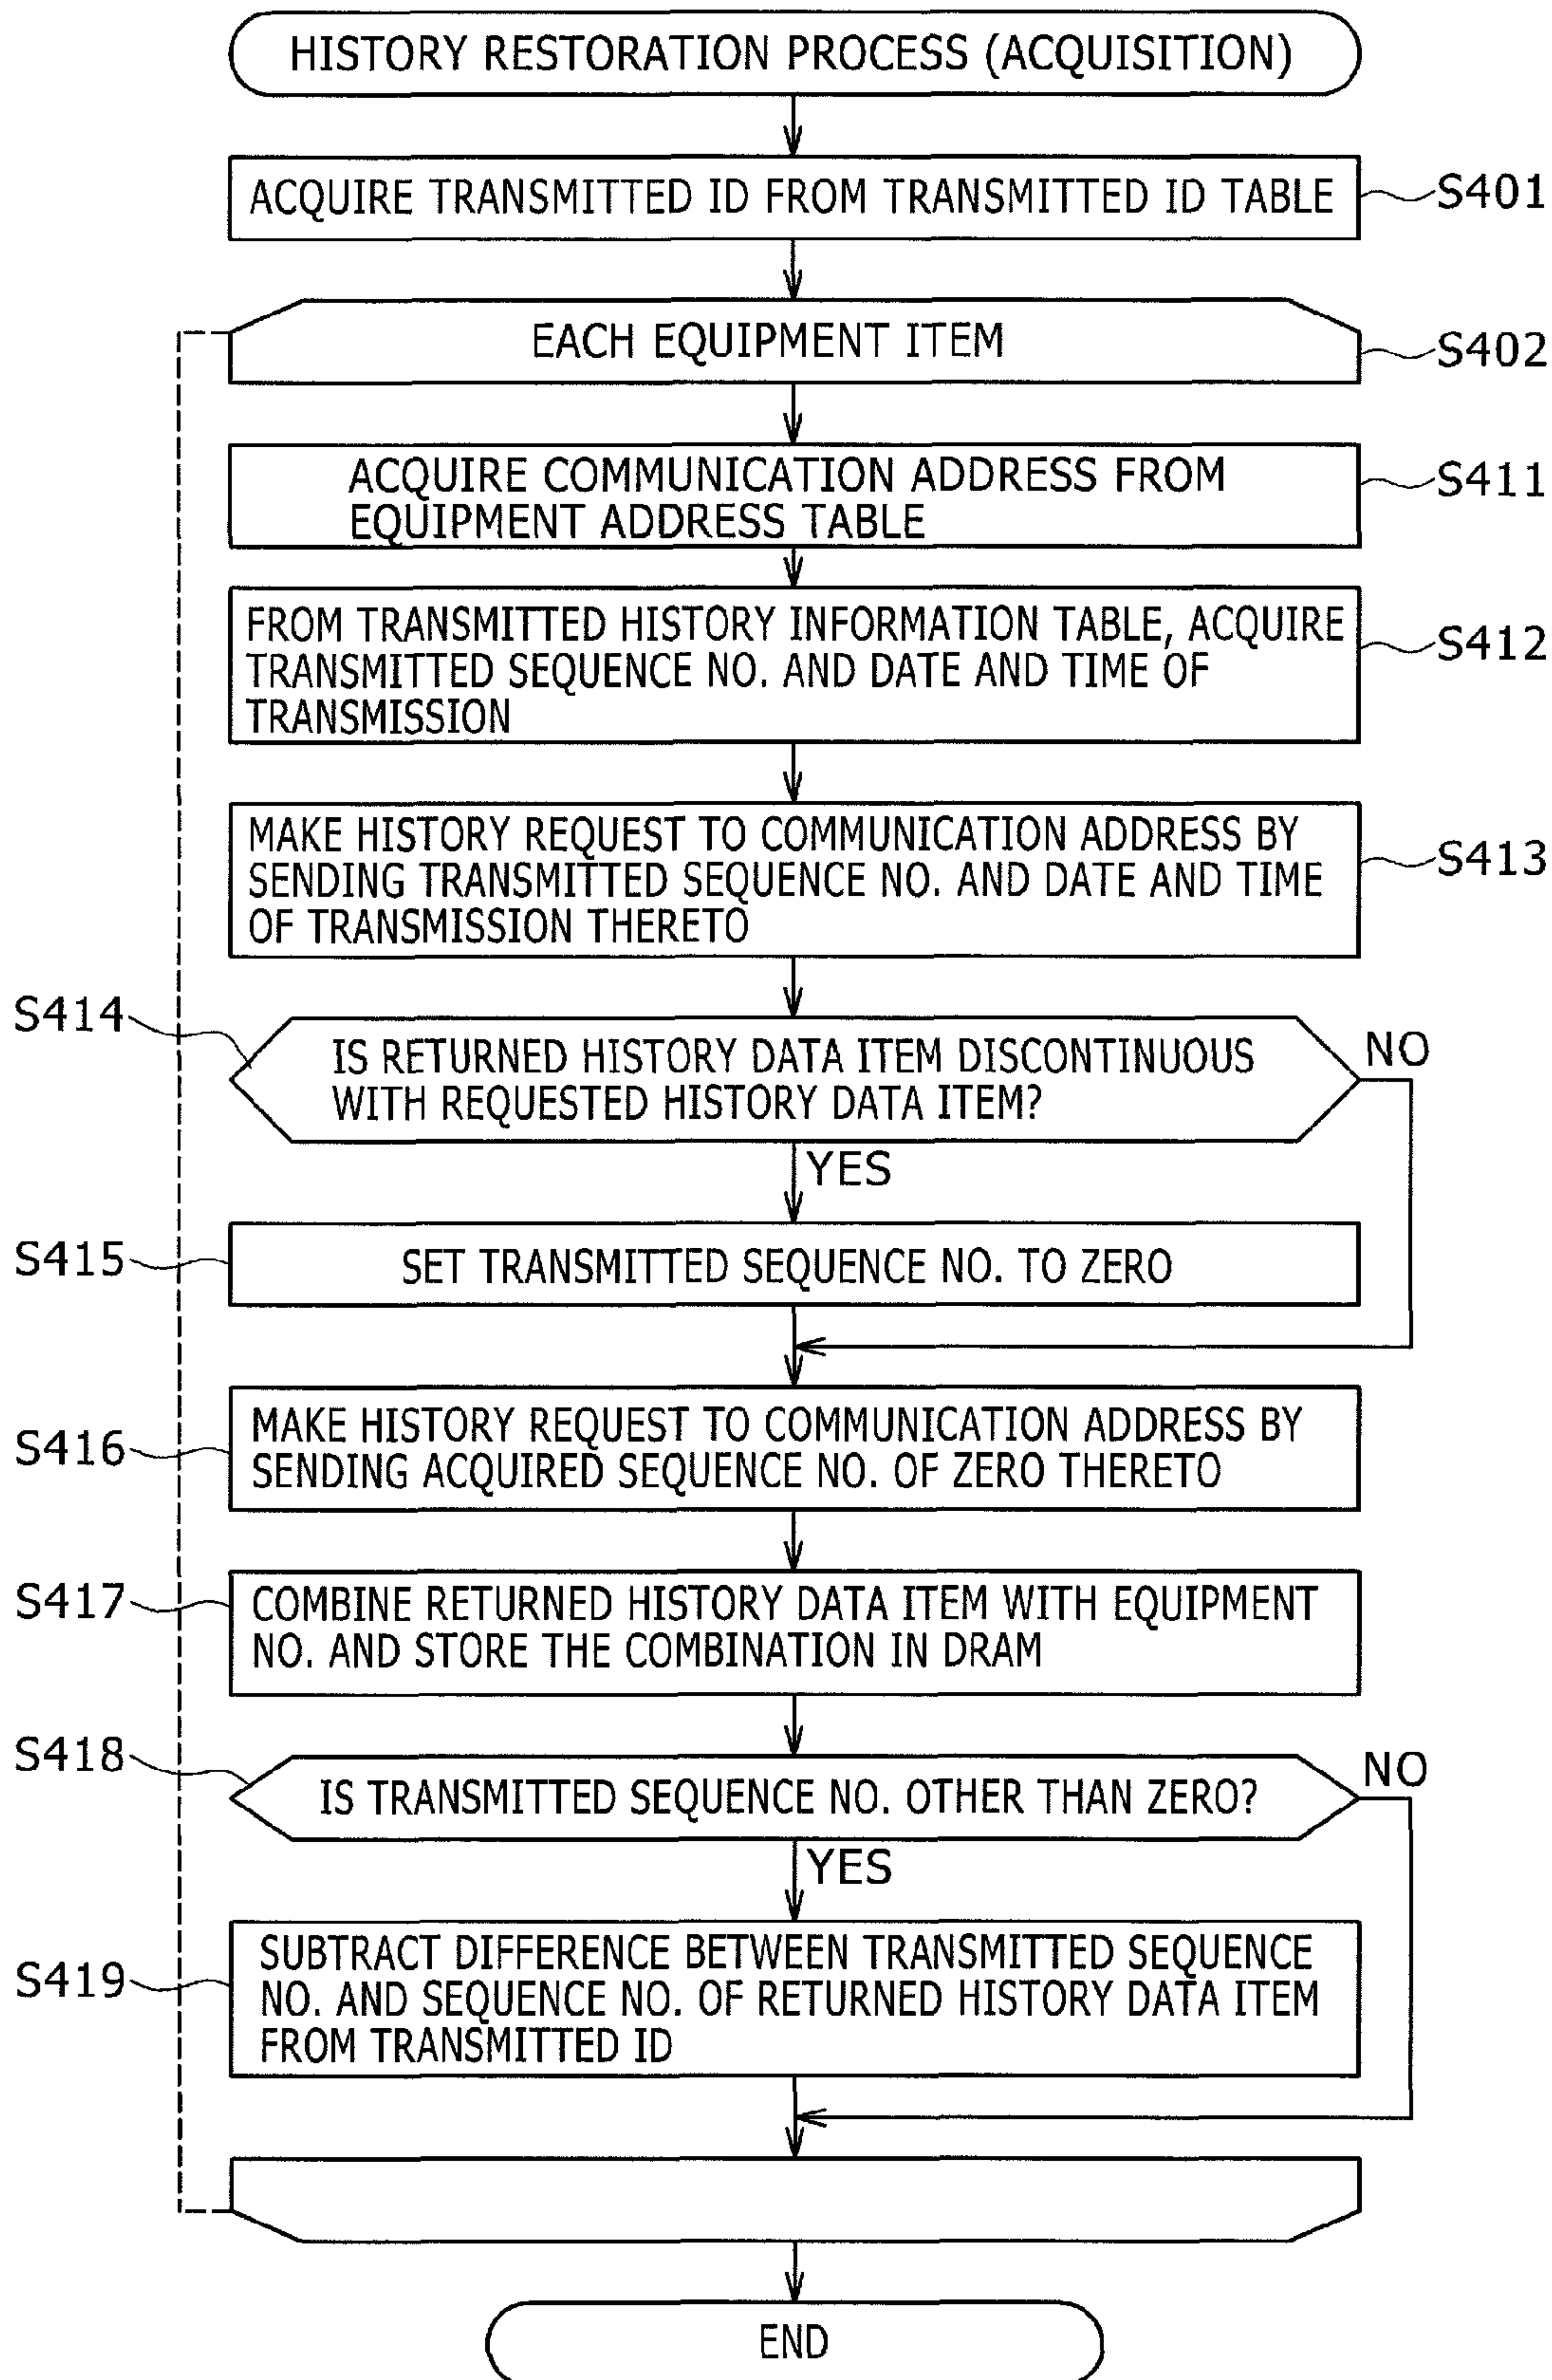 HISTORY RESTORATION PROCESS (ACQUISITION)
ACQUIRE TRANSMITTED ID FROM TRANSMITTED ID TABLE
S401
EACH EQUIPMENT ITEM
S402
ACQUIRE COMMUNICATION ADDRESS FROM
EQUIPMENT ADDRESS TABLE
S411
FROM TRANSMITTED HISTORY INFORMATION TABLE, ACQUIRE
TRANSMITTED SEQUENCE NO. AND DATE AND TIME OF
TRANSMISSION
S412
MAKE HISTORY REQUEST TO COMMUNICATION ADDRESS BY
SENDING TRANSMITTED SEQUENCE NO. AND DATE AND TIME
OF TRANSMISSION THERETO
S413
S414
IS RETURNED HISTORY DATA ITEM DISCONTINUOUS
WITH REQUESTED HISTORY DATA ITEM?
NO
YES
S415
SET TRANSMITTED SEQUENCE NO. TO ZERO
S416
MAKE HISTORY REQUEST TO COMMUNICATION ADDRESS BY
SENDING ACQUIRED SEQUENCE NO. OF ZERO THERETO
S417
COMBINE RETURNED HISTORY DATA ITEM WITH EQUIPMENT
NO. AND STORE THE COMBINATION IN DRAM
S418
IS TRANSMITTED SEQUENCE NO. OTHER THAN ZERO?
NO
YES
S419
SUBTRACT DIFFERENCE BETWEEN TRANSMITTED SEQUENCE
NO. AND SEQUENCE NO. OF RETURNED HISTORY DATA ITEM
FROM TRANSMITTED ID
END